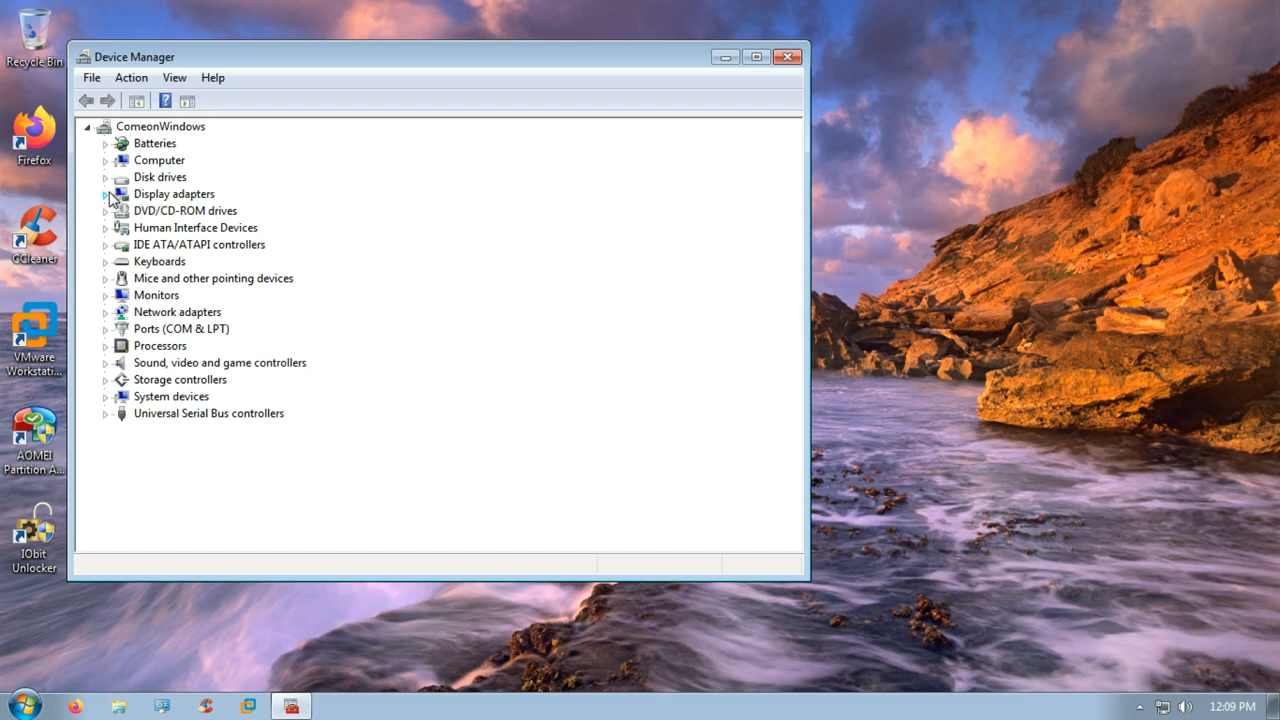 Recycle Bin
Firefox
CCleaner
VMware
Workstati...
AOMEI
Partition A...
IObit
Unlocker
Device Manager
File Action View Help
ComeonWindows
Batteries
Computer
Disk drives
Display adapters
DVD/CD-ROM drives
Human Interface Devices
IDE ATA/ATAPI controllers
Keyboards
Mice and other pointing devices
Monitors
Network adapters
Ports (COM & LPT)
Processors
Sound, video and game controllers
Storage controllers
System devices
Universal Serial Bus controllers
12:09 PM